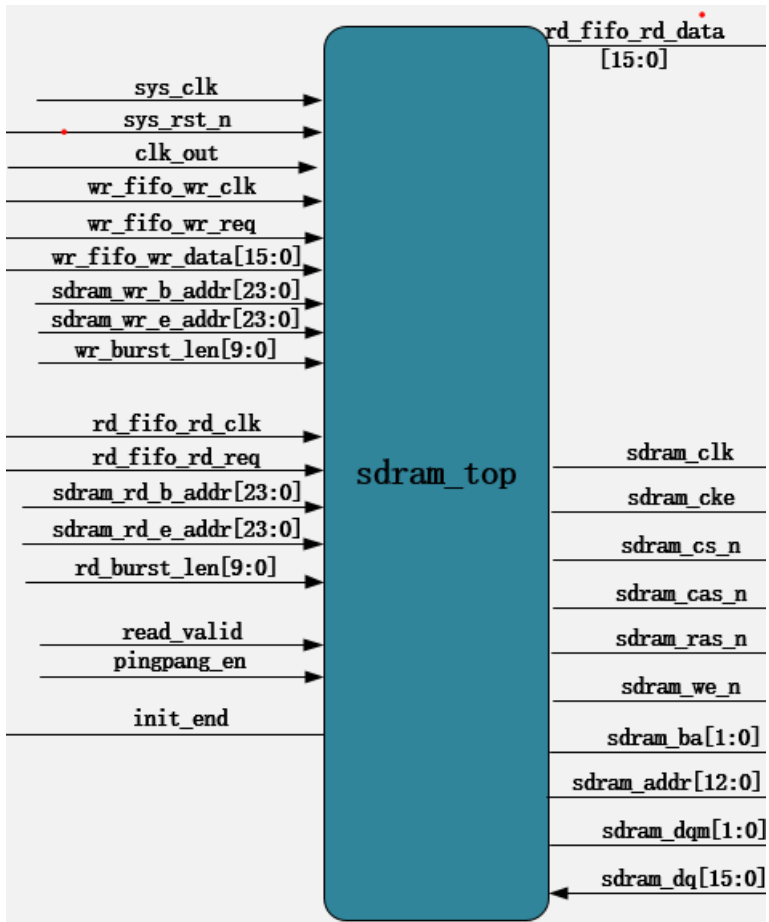 rd_fifo_rd_data
[15:0]
sys_clk
sys_rst_n
clk_out
wr_fifo_wr_clk
wr_fifo_wr_req
wr_fifo_wr_data[15:0]
sdram_wr_b_addr[23:0]
sdram_wr_e_addr[23:0]
wr_burst_len[9:0]
rd_fifo_rd_clk
rd_fifo_rd_req
sdram_rd_b_addr[23:0]
sdram_rd_e_addr[23:0]
rd_burst_len[9:0]
read_valid
pingpang_en
init_end
sdram_top
sdram_clk
sdram_cke
sdram_cs_n
sdram_cas_n
sdram_ras_n
sdram_we_n
sdram_ba[1:0]
sdram_addr[12:0]
sdram_dqm[1:0]
sdram_dq[15:0]